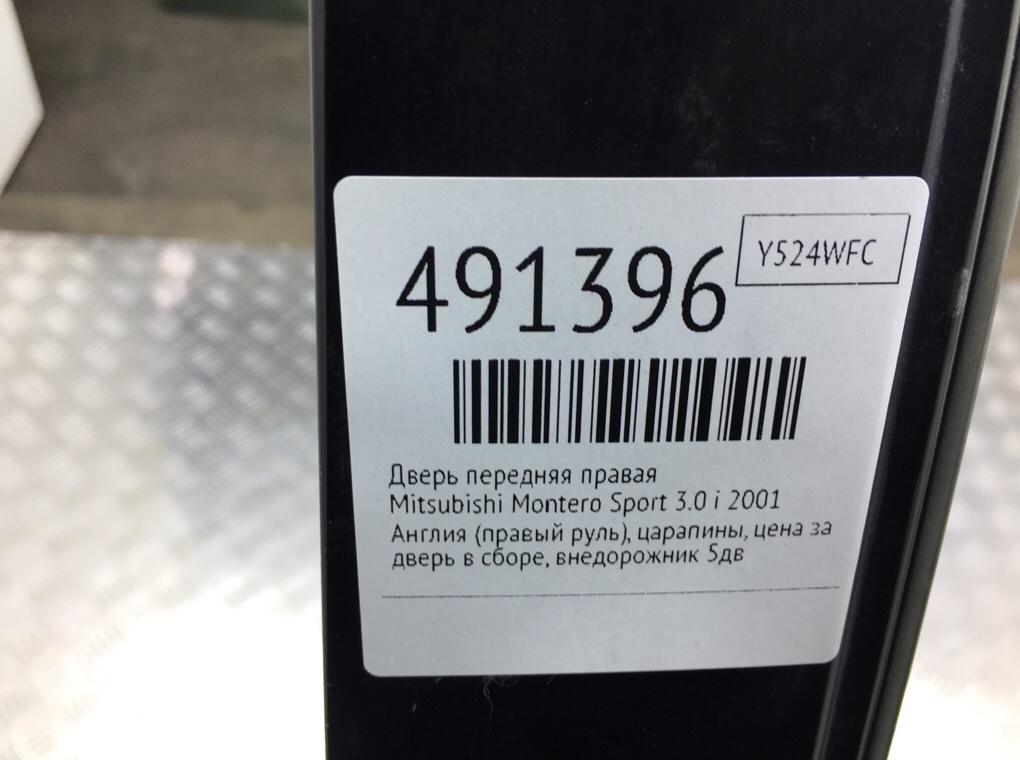 491396
Y524WFC
Дверь передняя правая
Mitsubishi Montero Sport 3.0 i 2001
Англия (правый руль), царапины, цена за
дверь в сборе, внедорожник 5дв